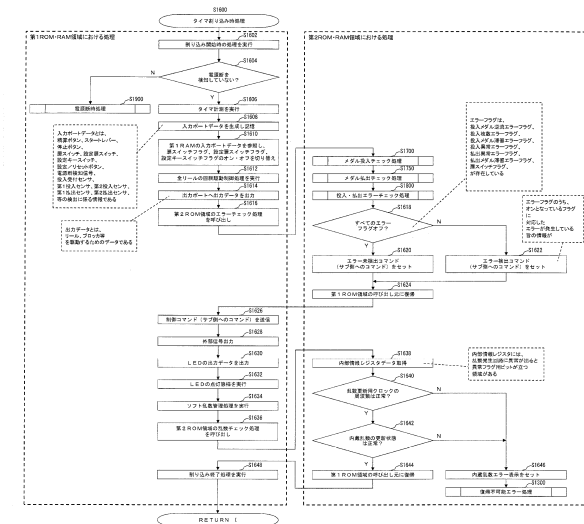 S1600
タイマ割り込み時処理
第1ROM・RAM領域における処理
S1602
割り込み開始時の処理を実行
S1604
電源断を
検出していない？
N
Y
S1900
電源断時処理
S1606
タイマ計測を実行
S1608
入力ポートデータを生成し記憶
S1610
第1RAMの入力ポートデータを参照し、
扉スイッチフラグ、設定扉スイッチフラグ、
設定キースイッチフラグのオン・オフを切り替え
S1612
全リールの回胴駆動制御処理を実行
S1614
出力ポートへ出力データを出力
S1616
第2ROM領域のエラーチェック処理
を呼び出し
入力ポートデータとは、
精算ボタン、スタートレバー、
停止ボタン、
扉スイッチ、設定扉スイッチ、
設定キースイッチ、
設定／リセットボタン、
電源断検知信号、
投入受付センサ、
第1投入センサ、第2投入センサ、
第1払出センサ、第2払出センサ、
等の検出に係る情報である
出力データとは、
リール、ブロッカ等
を駆動するためのデータである
第2ROM・RAM領域における処理
S1700
メダル投入チェック処理
S1750
メダル払出チェック処理
S1800
投入・払出エラーチェック処理
S1618
すべてのエラー
フラグオフ？
Y
N
エラーフラグは、
投入メダル逆流エラーフラグ、
投入枚数エラーフラグ、
投入メダル滞留エラーフラグ、
投入異常エラーフラグ、
払出異常エラーフラグ、
払出メダル滞留エラーフラグ、
扉スイッチフラグ、
が存在している
エラーフラグのうち、
オンとなっているフラグ
に
対応した
エラーが発生している
旨の情報が
S1620
エラー未検出コマンド
（サブ側へのコマンド）をセット
S1622
エラー検出コマンド
（サブ側へのコマンド）をセット
S1624
第1ROM領域の呼び出し元に復帰
S1626
制御コマンド（サブ側へのコマンド）を送信
S1628
外部信号出力
S1630
LEDの出力データを出力
S1632
LEDの点灯態様を実行
S1634
ソフト乱数管理処理を実行
S1636
第2ROM領域の乱数チェック処理
を呼び出し
S1638
内部情報レジスタデータ取得
内部情報レジスタには、
乱数発生回路に異常が出ると
異常フラグ用ビットが立つ
領域がある
S1640
乱数更新用クロックの
周波数は正常？
N
Y
S1642
内蔵乱数の更新状態
は正常？
N
Y
S1644
第1ROM領域の呼び出し元に復帰
S1646
内蔵乱数エラー表示をセット
S1300
復帰不可能エラー処理
S1648
割り込み終了処理を実行
RETURN I